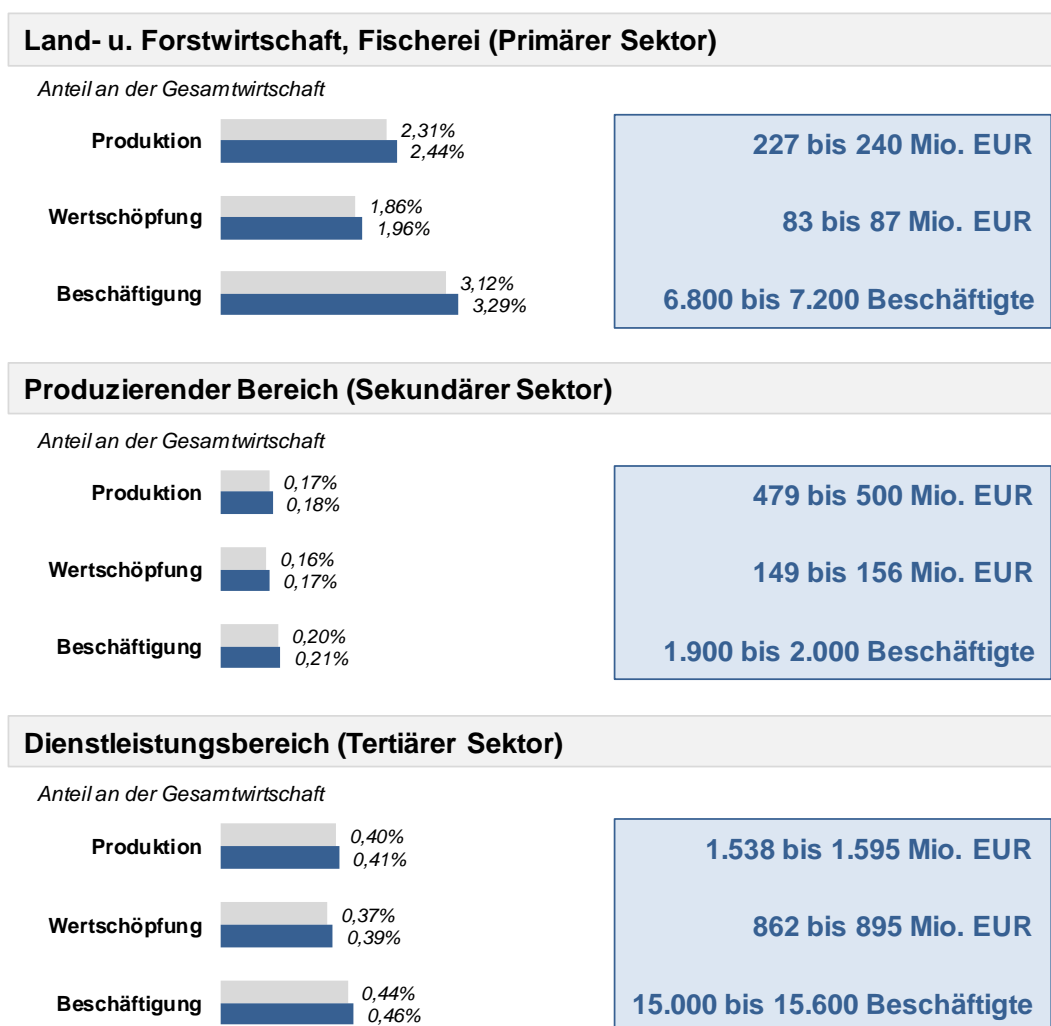 Land- u. Forstwirtschaft, Fischerei (Primärer Sektor)
Anteil an der Gesamtwirtschaft
Produktion
2,31%
2,44%
227 bis 240 Mio. EUR
Wertschöpfung
1,86%
1,96%
83 bis 87 Mio. EUR
Beschäftigung
3,12%
3,29%
6.800 bis 7.200 Beschäftigte
Produzierender Bereich (Sekundärer Sektor)
Anteil an der Gesamtwirtschaft
Produktion
0,17%
0,18%
479 bis 500 Mio. EUR
Wertschöpfung
0,16%
0,17%
149 bis 156 Mio. EUR
Beschäftigung
0,20%
0,21%
1.900 bis 2.000 Beschäftigte
Dienstleistungsbereich (Tertiärer Sektor)
Anteil an der Gesamtwirtschaft
Produktion
0,40%
0,41%
1.538 bis 1.595 Mio. EUR
Wertschöpfung
0,37%
0,39%
862 bis 895 Mio. EUR
Beschäftigung
0,44%
0,46%
15.000 bis 15.600 Beschäftigte